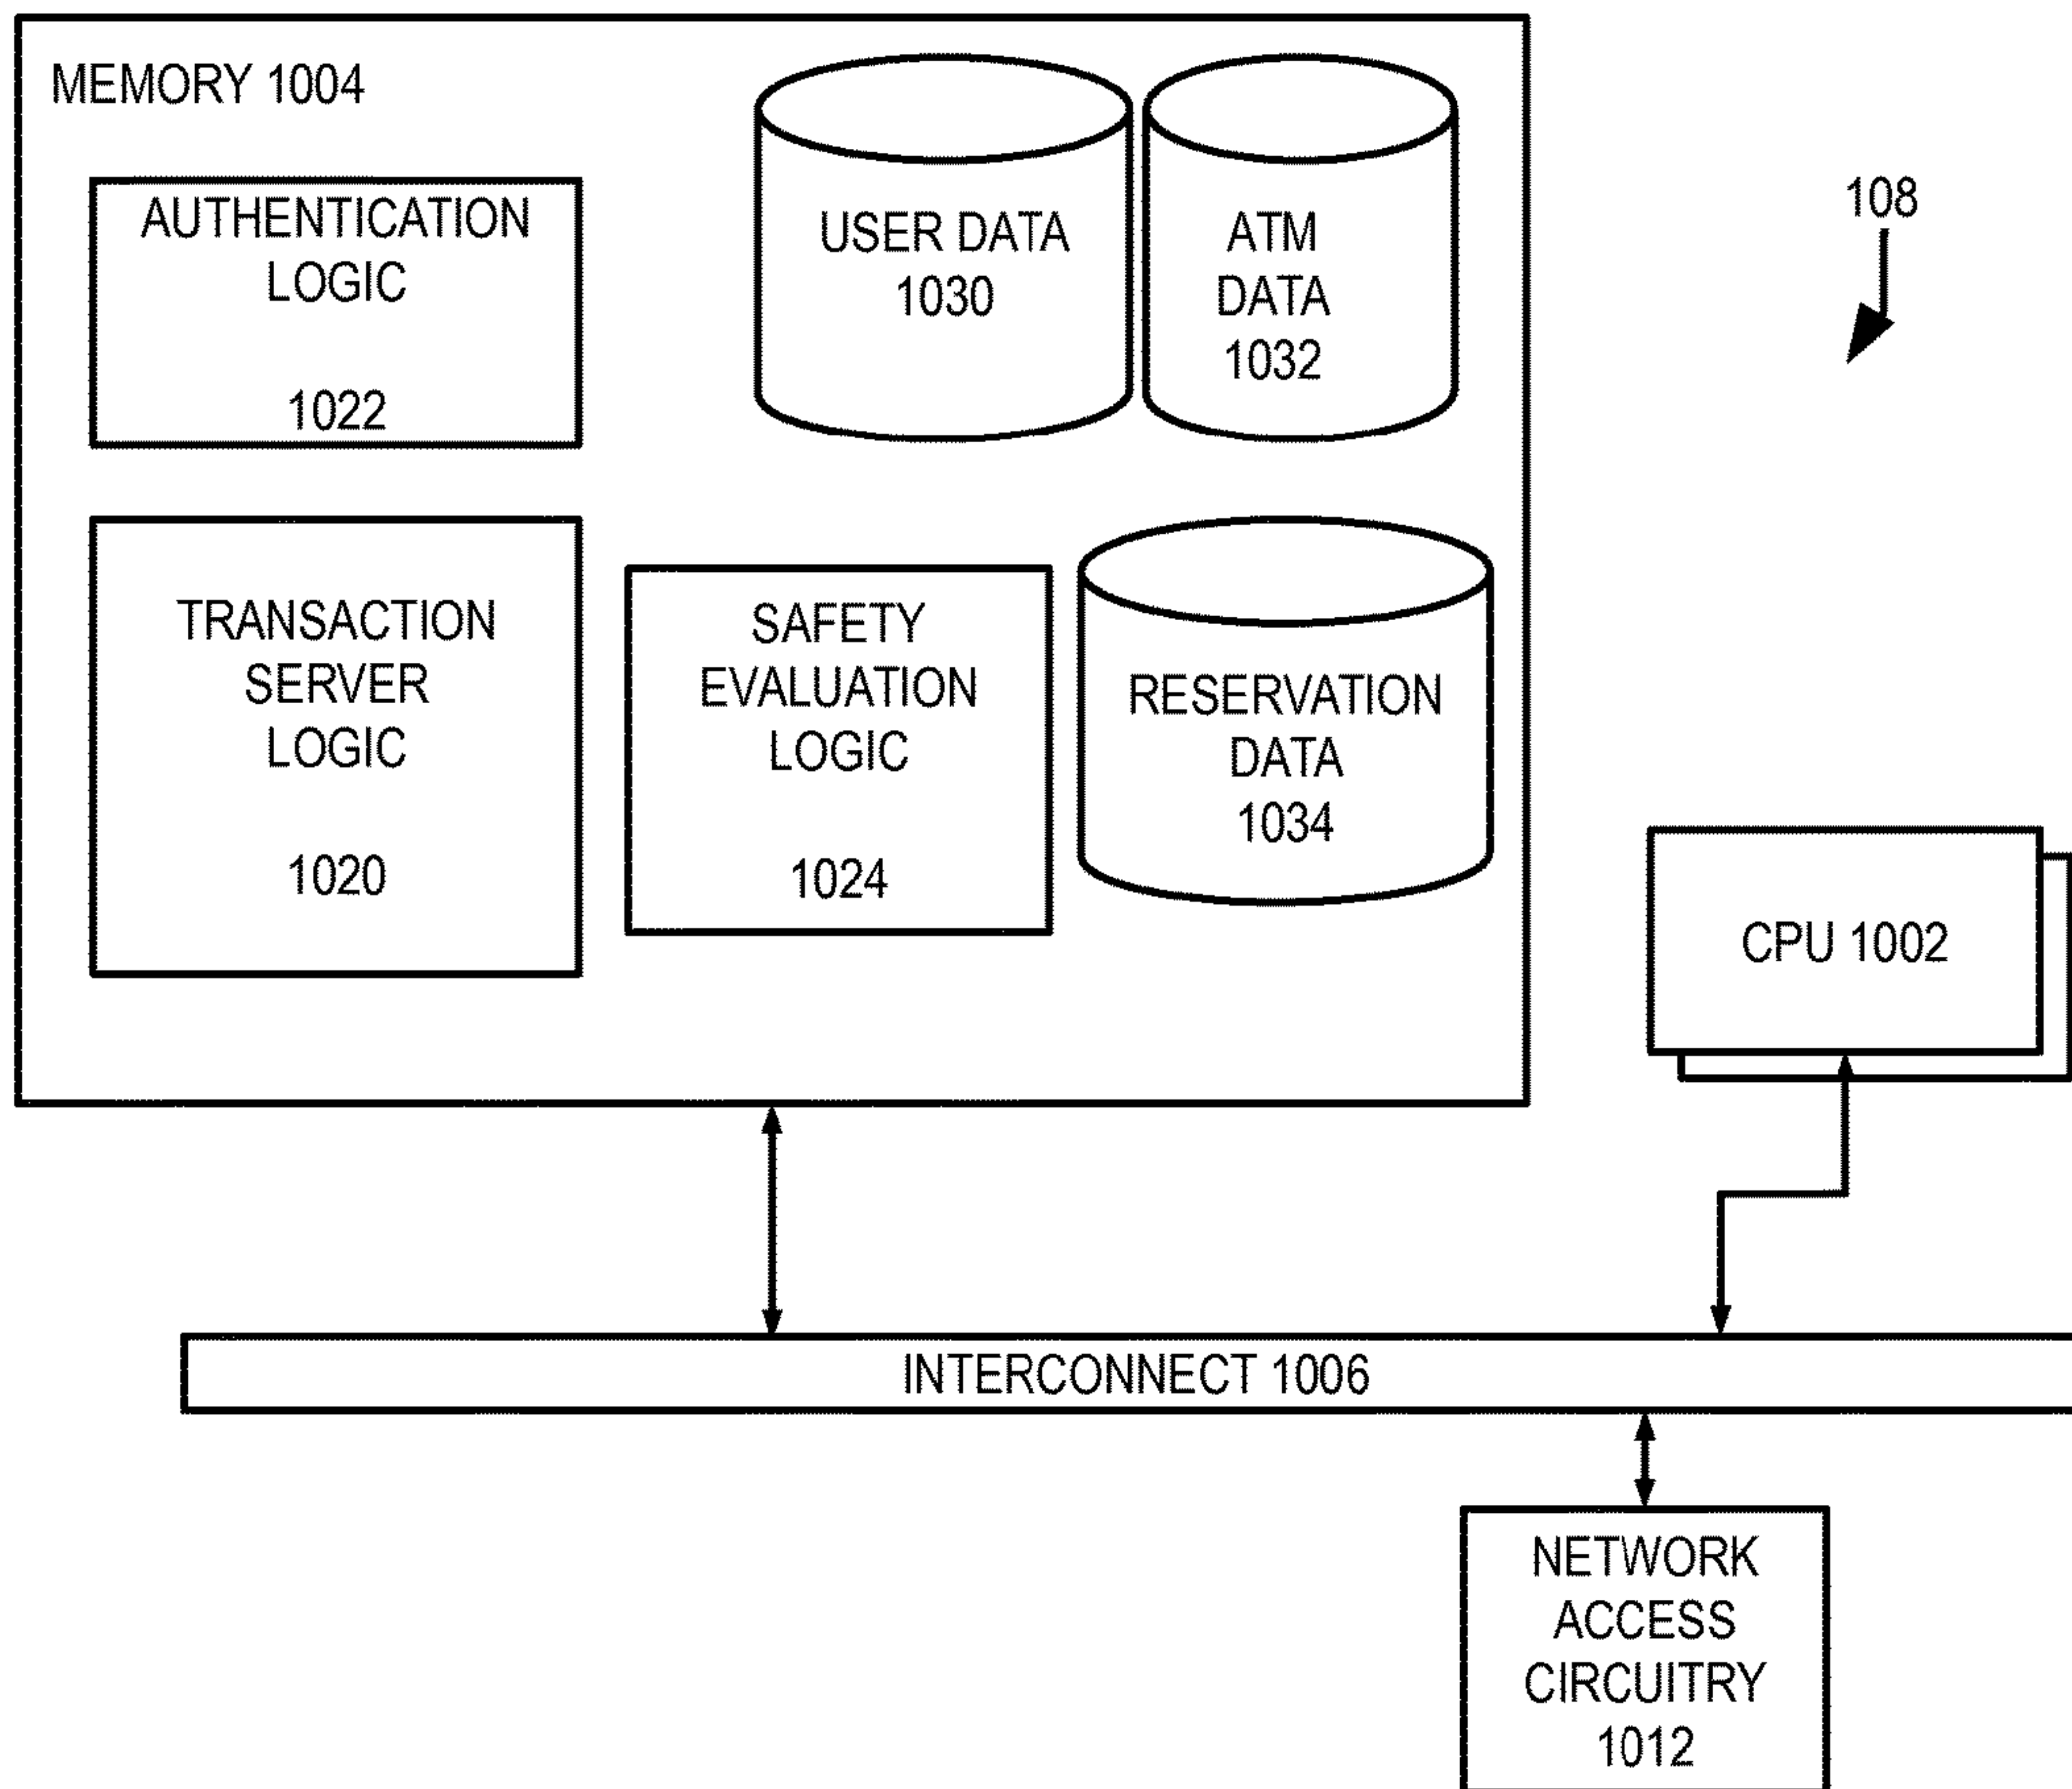 MEMORY 1004
AUTHENTICATION
LOGIC
1022
USER DATA
1030
ATM
DATA
1032
108
TRANSACTION
SERVER
LOGIC
1020
SAFETY
EVALUATION
LOGIC
1024
RESERVATION
DATA
1034
CPU 1002
INTERCONNECT 1006
NETWORK
ACCESS
CIRCUITRY
1012